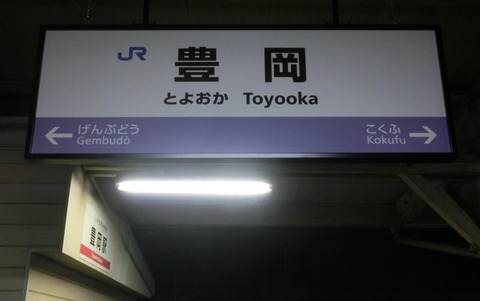 JR 豊岡
とよおか Toyooka
← げんぶどう
Gembudō
こくふ →
Kokufu